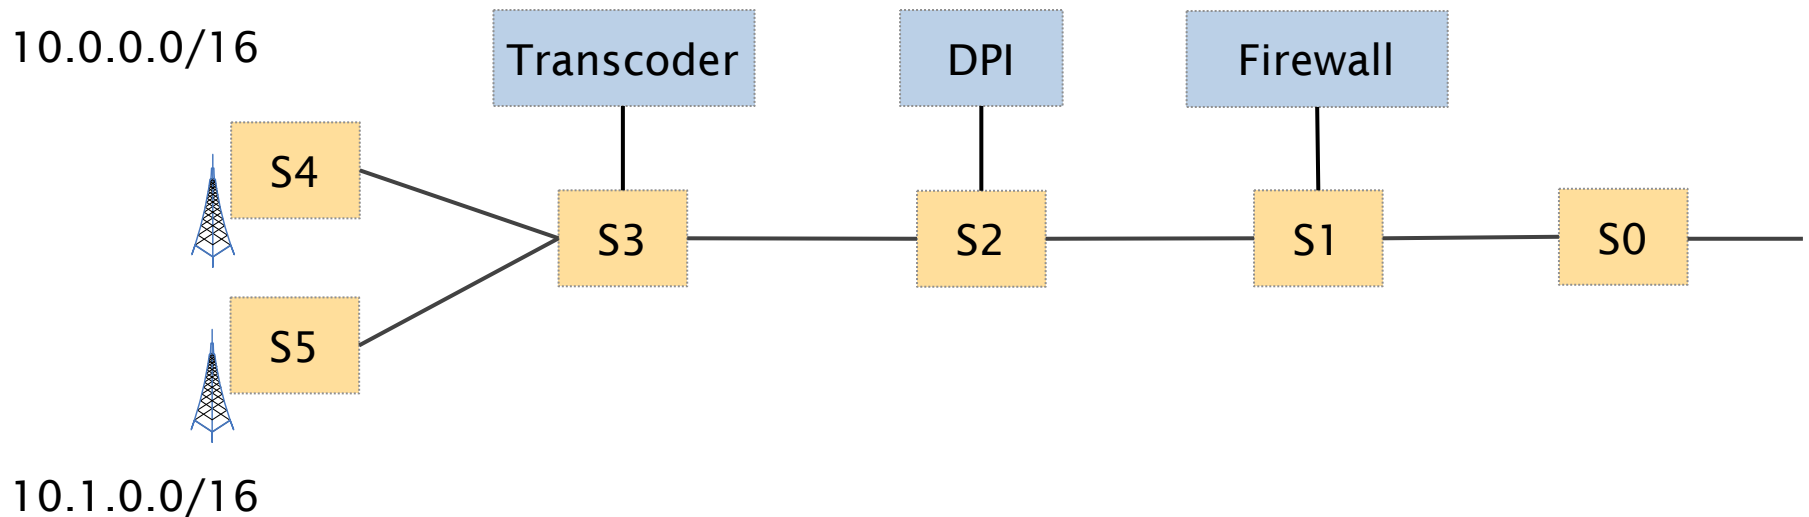 10.0.0.0/16
Transcoder
DPI
Firewall
S4
S3
S2
S1
S0
S5
10.1.0.0/16